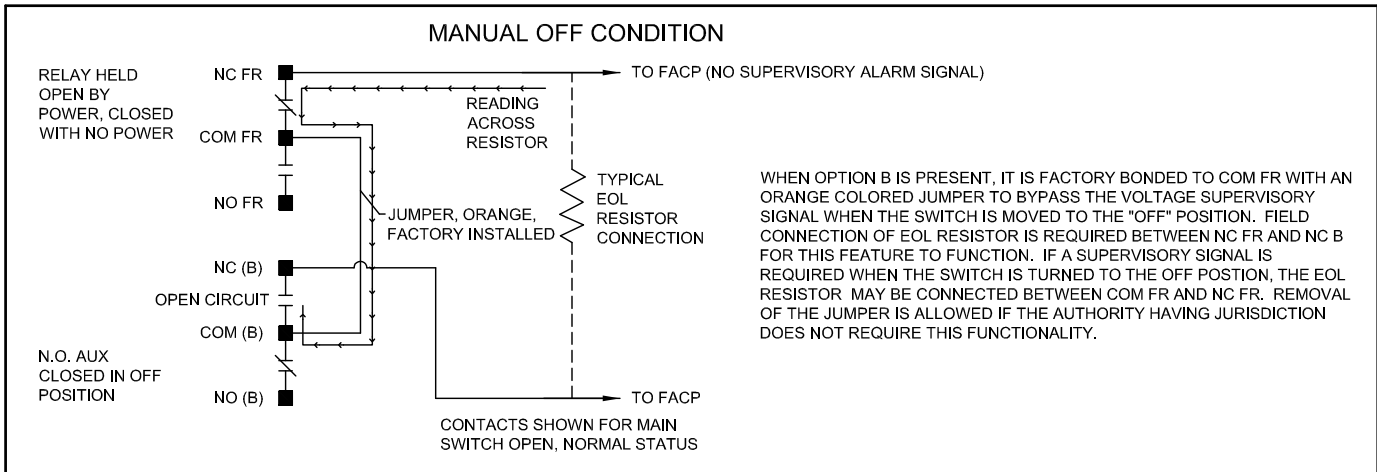 MANUAL OFF CONDITION
RELAY HELD
OPEN BY
POWER, CLOSED
WITH NO POWER
NC FR
COM FR
NO FR
TO FACP (NO SUPERVISORY ALARM SIGNAL)
READING
ACROSS
RESISTOR
TYPICAL
EOL
RESISTOR
CONNECTION
JUMPER, ORANGE,
FACTORY INSTALLED
NC (B)
OPEN CIRCUIT
COM (B)
NO (B)
N.O. AUX
CLOSED IN OFF
POSITION
TO FACP
CONTACTS SHOWN FOR MAIN
SWITCH OPEN, NORMAL STATUS
WHEN OPTION B IS PRESENT, IT IS FACTORY BONDED TO COM FR WITH AN
ORANGE COLORED JUMPER TO BYPASS THE VOLTAGE SUPERVISORY
SIGNAL WHEN THE SWITCH IS MOVED TO THE "OFF" POSITION. FIELD
CONNECTION OF EOL RESISTOR IS REQUIRED BETWEEN NC FR AND NC B
FOR THIS FEATURE TO FUNCTION. IF A SUPERVISORY SIGNAL IS
REQUIRED WHEN THE SWITCH IS TURNED TO THE OFF POSTION, THE EOL
RESISTOR MAY BE CONNECTED BETWEEN COM FR AND NC FR. REMOVAL
OF THE JUMPER IS ALLOWED IF THE AUTHORITY HAVING JURISDICTION
DOES NOT REQUIRE THIS FUNCTIONALITY.